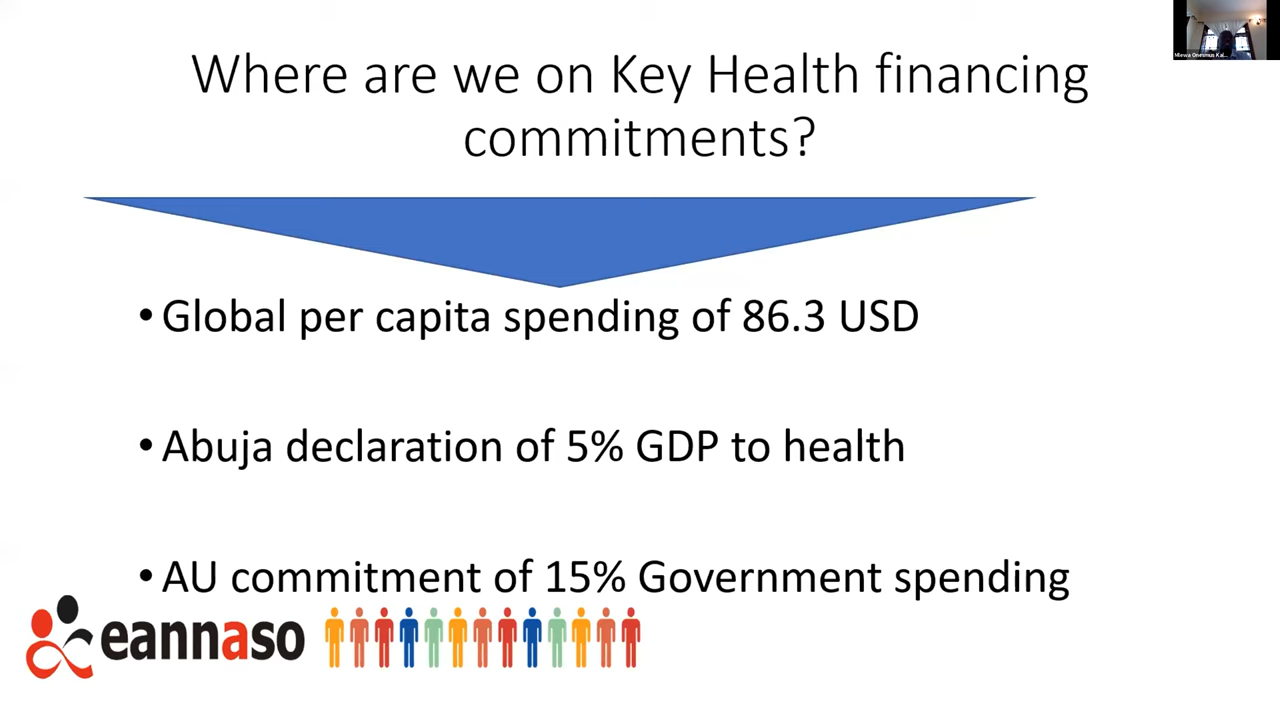 Where are we on Key Health financing
commitments?
• Global per capita spending of 86.3 USD
• Abuja declaration of 5% GDP to health
• AU commitment of 15% Government spending
eannaso